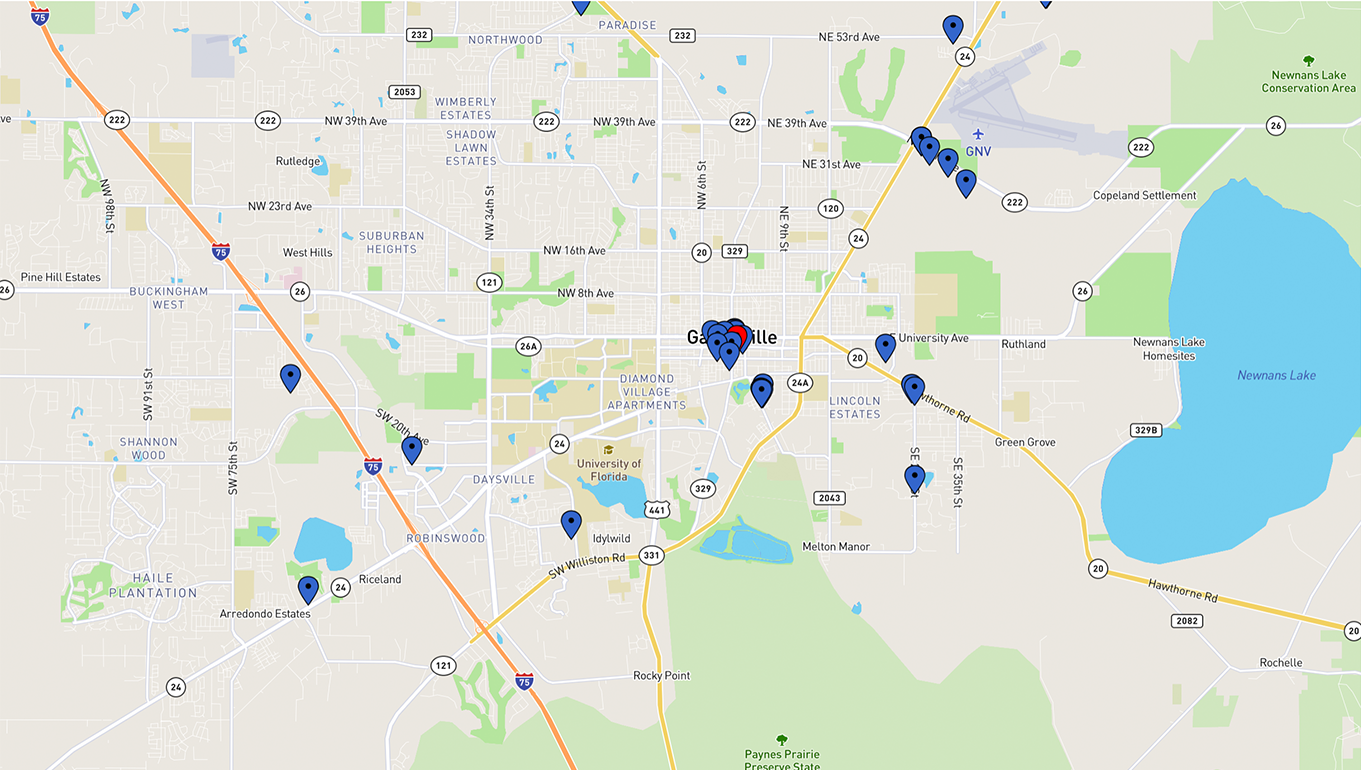 75
PARADISE
232
NORTHWOOD
232
NE 53rd Ave
24
Newnans Lake
Conservation Area
2053
WIMBERLY
ESTATES
222
222
NW 39th Ave
222
NW 39th Ave
222
NE 39th Ave
26
SHADOW
LAWN
ESTATES
GNV
222
Rutledge
NE 31st Ave
NW 98th St
NW 34th St
NW 6th St
NE 9th St
Copeland Settlement
222
NW 23rd Ave
120
SUBURBAN
HEIGHTS
24
75
West Hills
NW 16th Ave
20
329
Pine Hill Estates
26
BUCKINGHAM
WEST
26
121
NW 8th Ave
26
26A
University Ave
Ruthland
Newnans Lake
Homesites
20
Newnans Lake
DIAMOND
VILLAGE
APARTMENTS
24A
LINCOLN
ESTATES
SW 91st St
SW 20th Ave
Rd
329B
SHANNON
WOOD
24
Green Grove
SW 75th St
75
University of
Florida
DAYSVILLE
SE 35th St
329
2043
441
ROBINSWOOD
Idylwild
Melton Manor
331
SW Williston Rd
20
HAILE
PLANTATION
24
Riceland
Hawthorne Rd
Arredondo Estates
2082
20
121
Rochelle
75
Rocky Point
24
Paynes Prairie
Preserve State